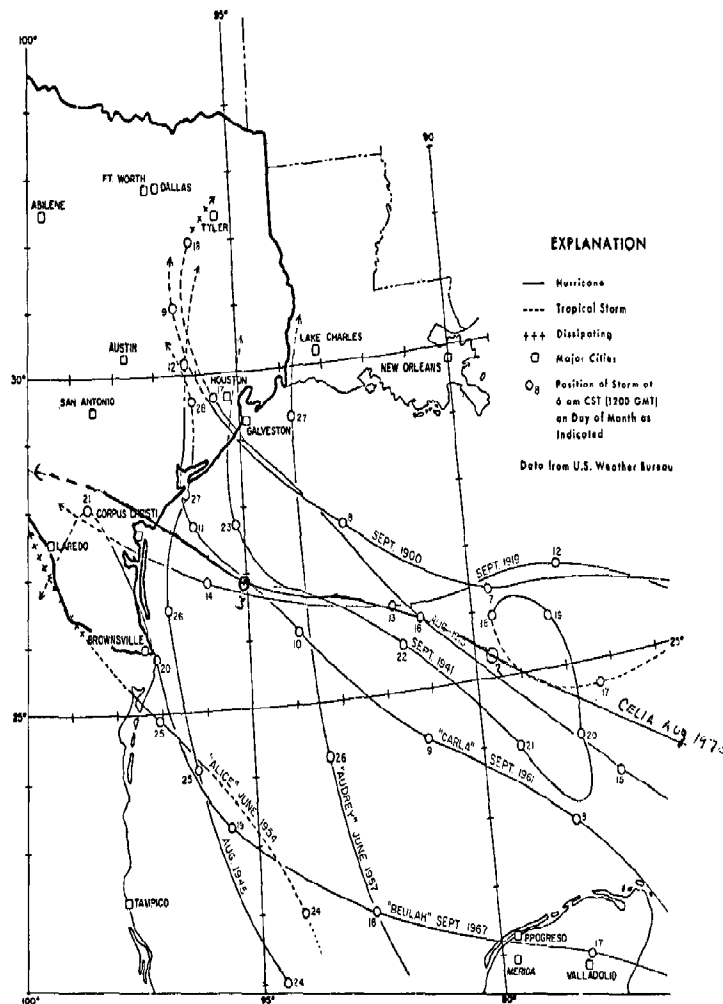 95°
100°
90
FT. WORTH
DALLAS
ABILENE
TYLER
18
EXPLANATION
Hurricane
Tropical Storm
Dissipating
Major Cities
Position of Storm at
6 am CST (1200 GMT)
on Day of Month as
Indicated
8
Data from U.S. Weather Bureau
9
AUSTIN
LAKE CHARLES
NEW ORLEANS
12
30°
HOUSTON
17
SAN ANTONIO
28
GALVESTON
27
21
27
CORPUS CHRISTI
11
23
8
SEPT. 1900
SEPT. 1919
12
LAREDO
14
3
13
16
7
18
19
BROWNSVILLE
26
10
22
SEPT. 1941
25°
17
20
CELIA AUG 1970
25°
25
9
"CARLA" SEPT. 1961
21
20
15
25
26
"ALICE" JUNE 1954
"AUDREY" JUNE 1957
19
8
AUG 1945
TAMPICO
24
18
"BEULAH" SEPT 1967
17
PROGRESO
MERIDA
VALLADOLID
24
100°
95°
90°